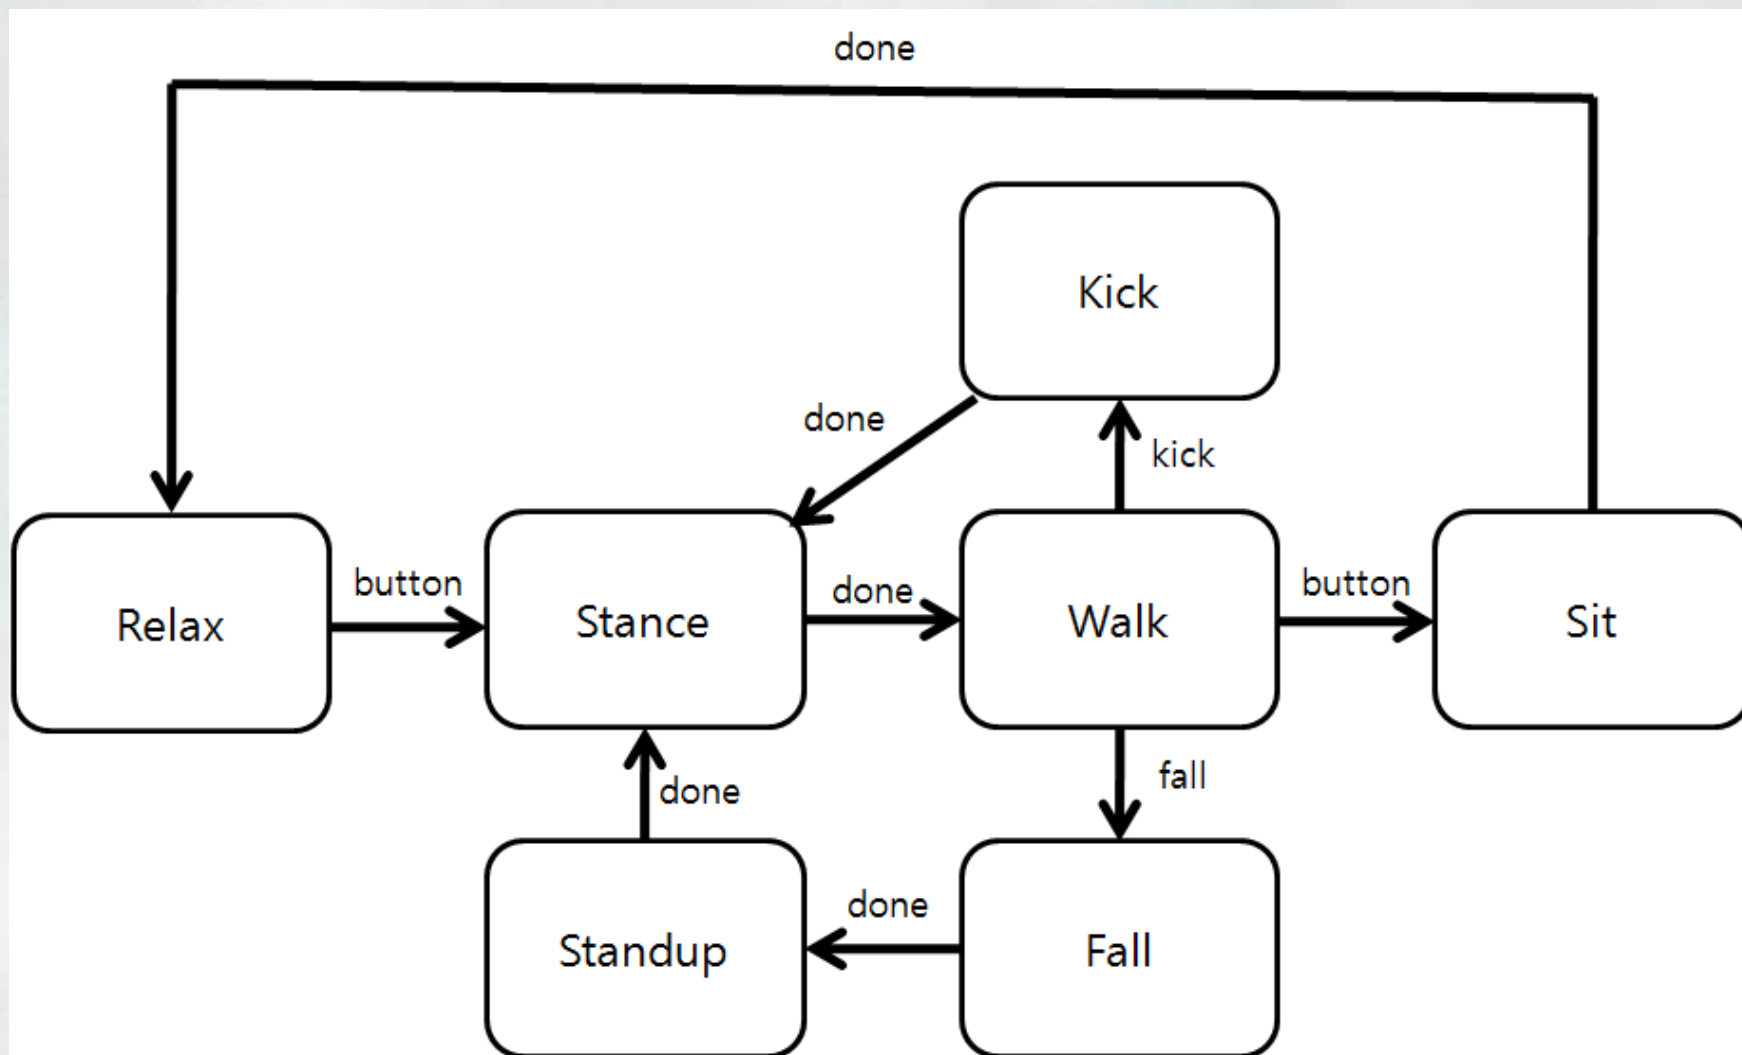 done
Kick
done
kick
Relax
button
Stance
done
Walk
button
Sit
done
fall
Standup
done
Fall